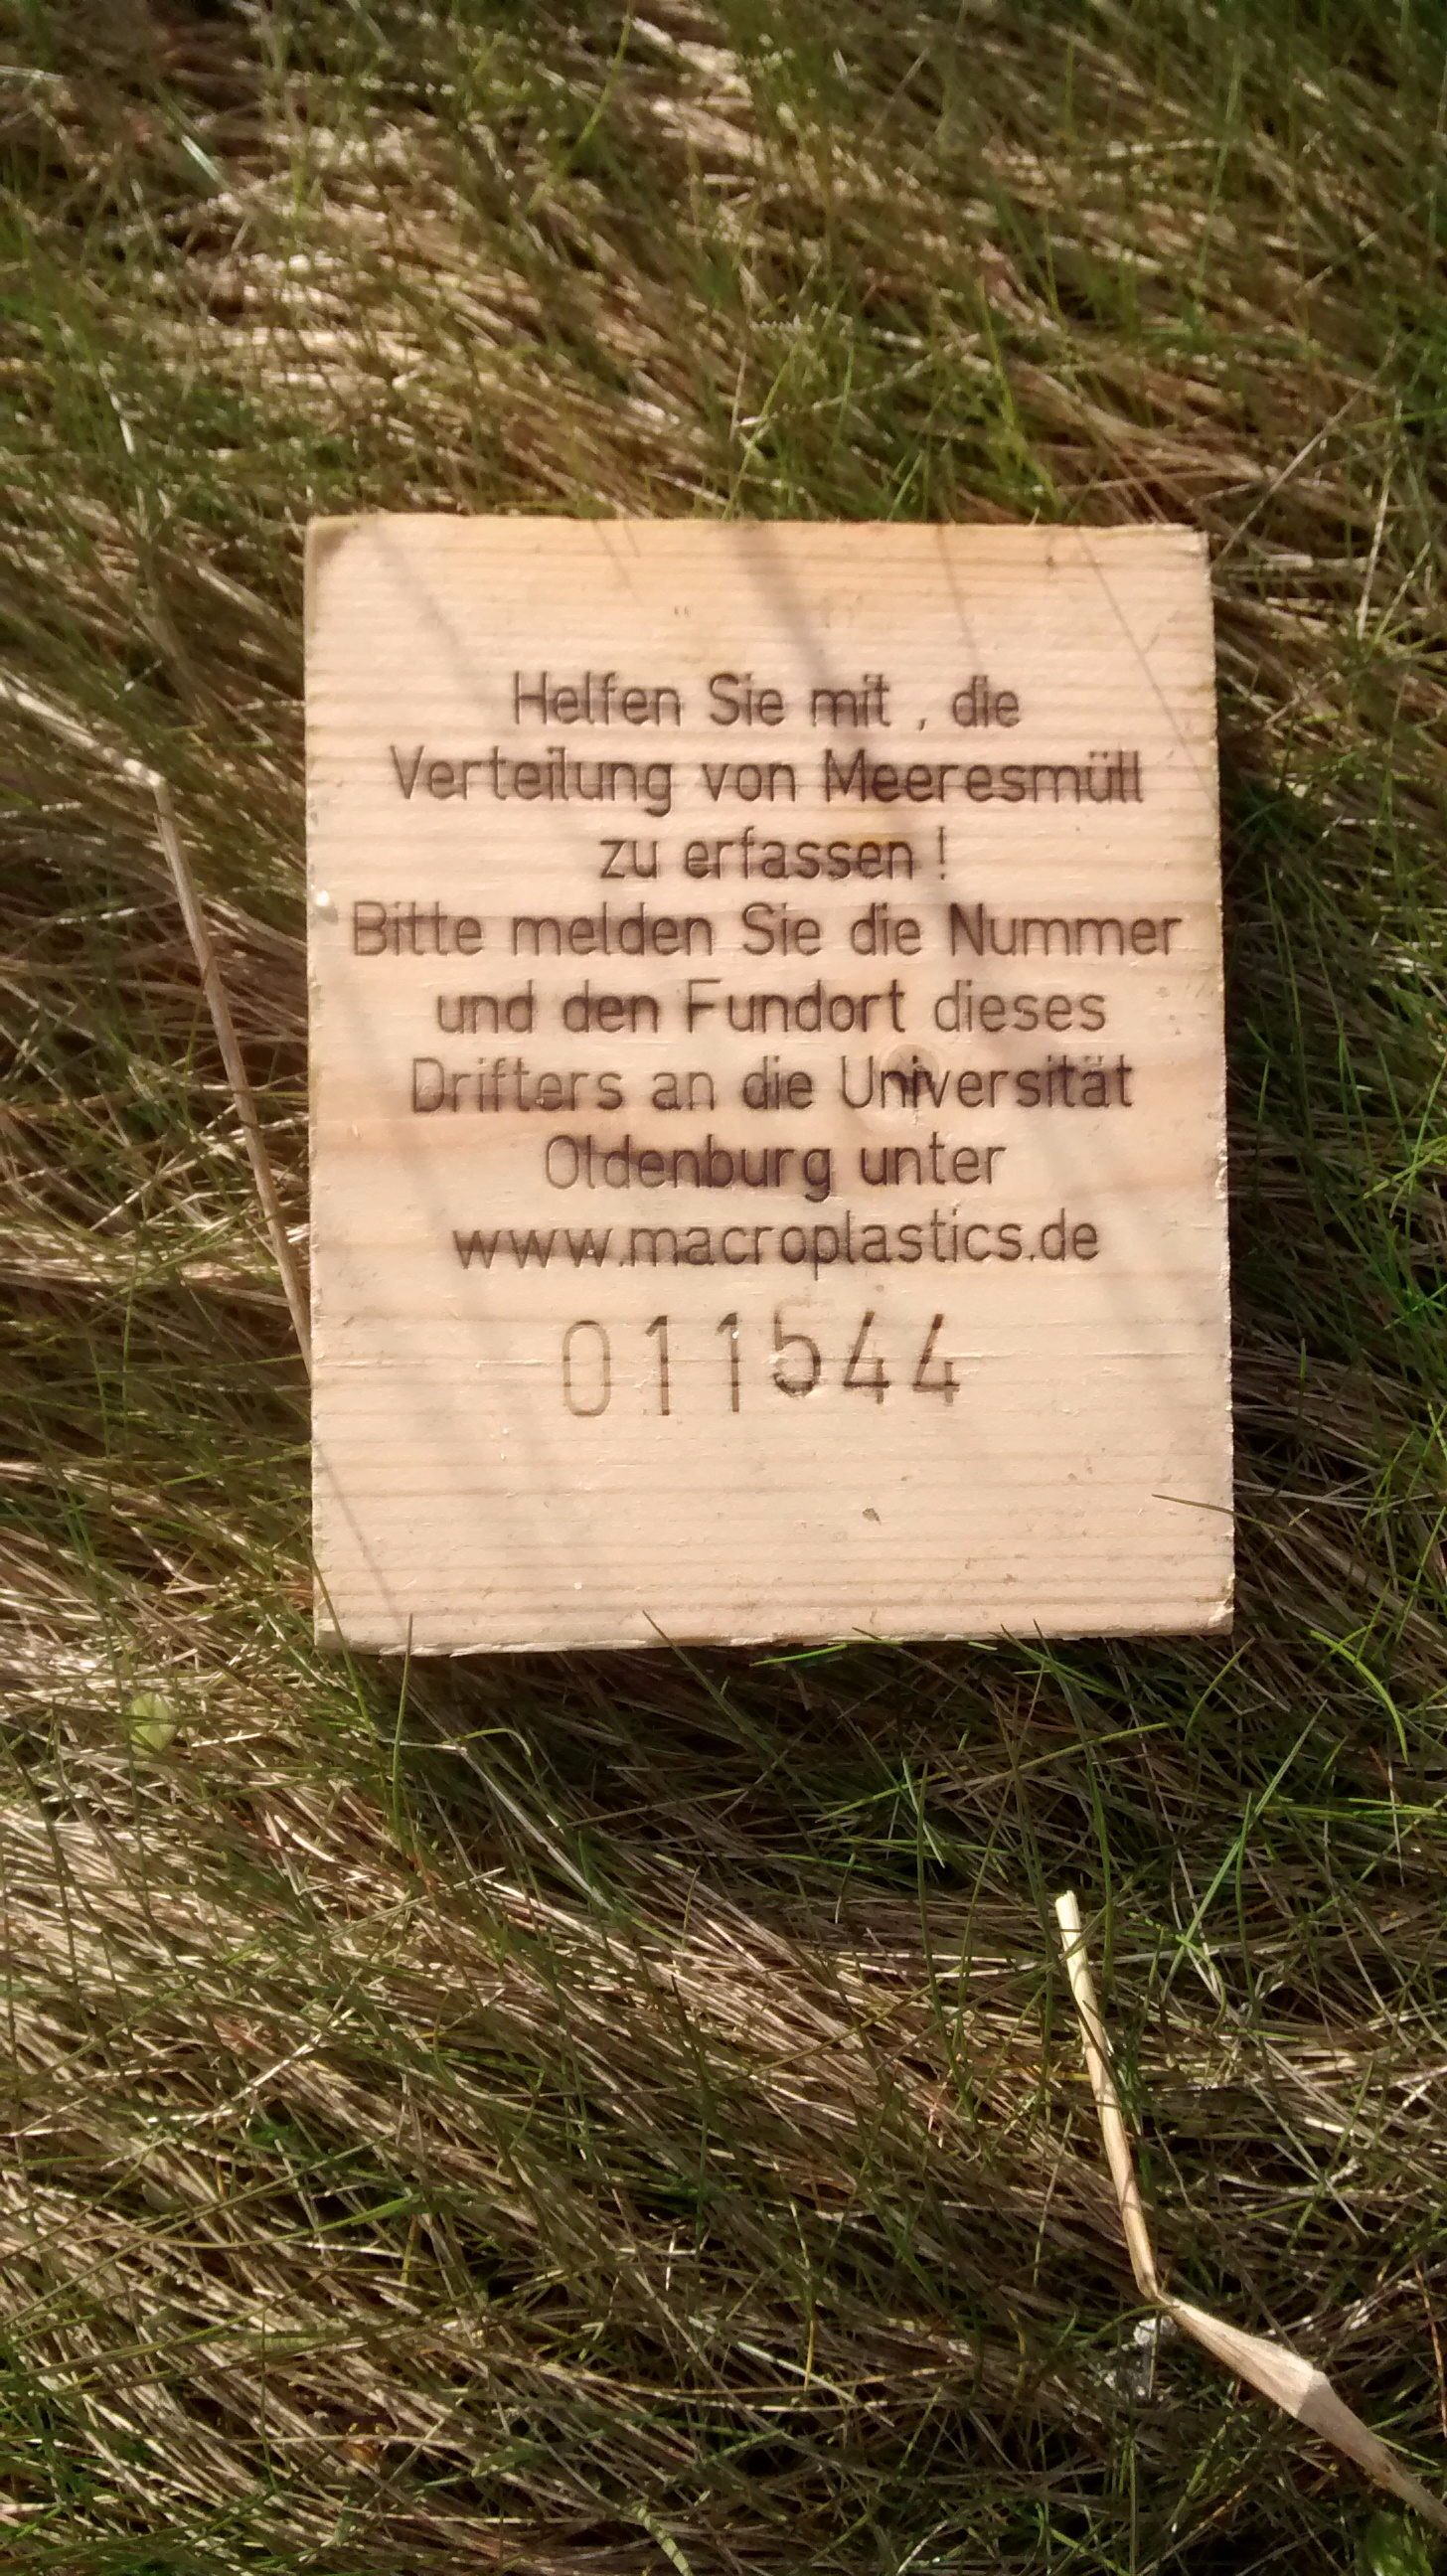 Helfen Sie mit , die
Verteilung von Meeresmüll
zu erfassen !
Bitte melden Sie die Nummer
und den Fundort dieses
Drifters an die Universität
Oldenburg unter
www.macroplastics.de
011544